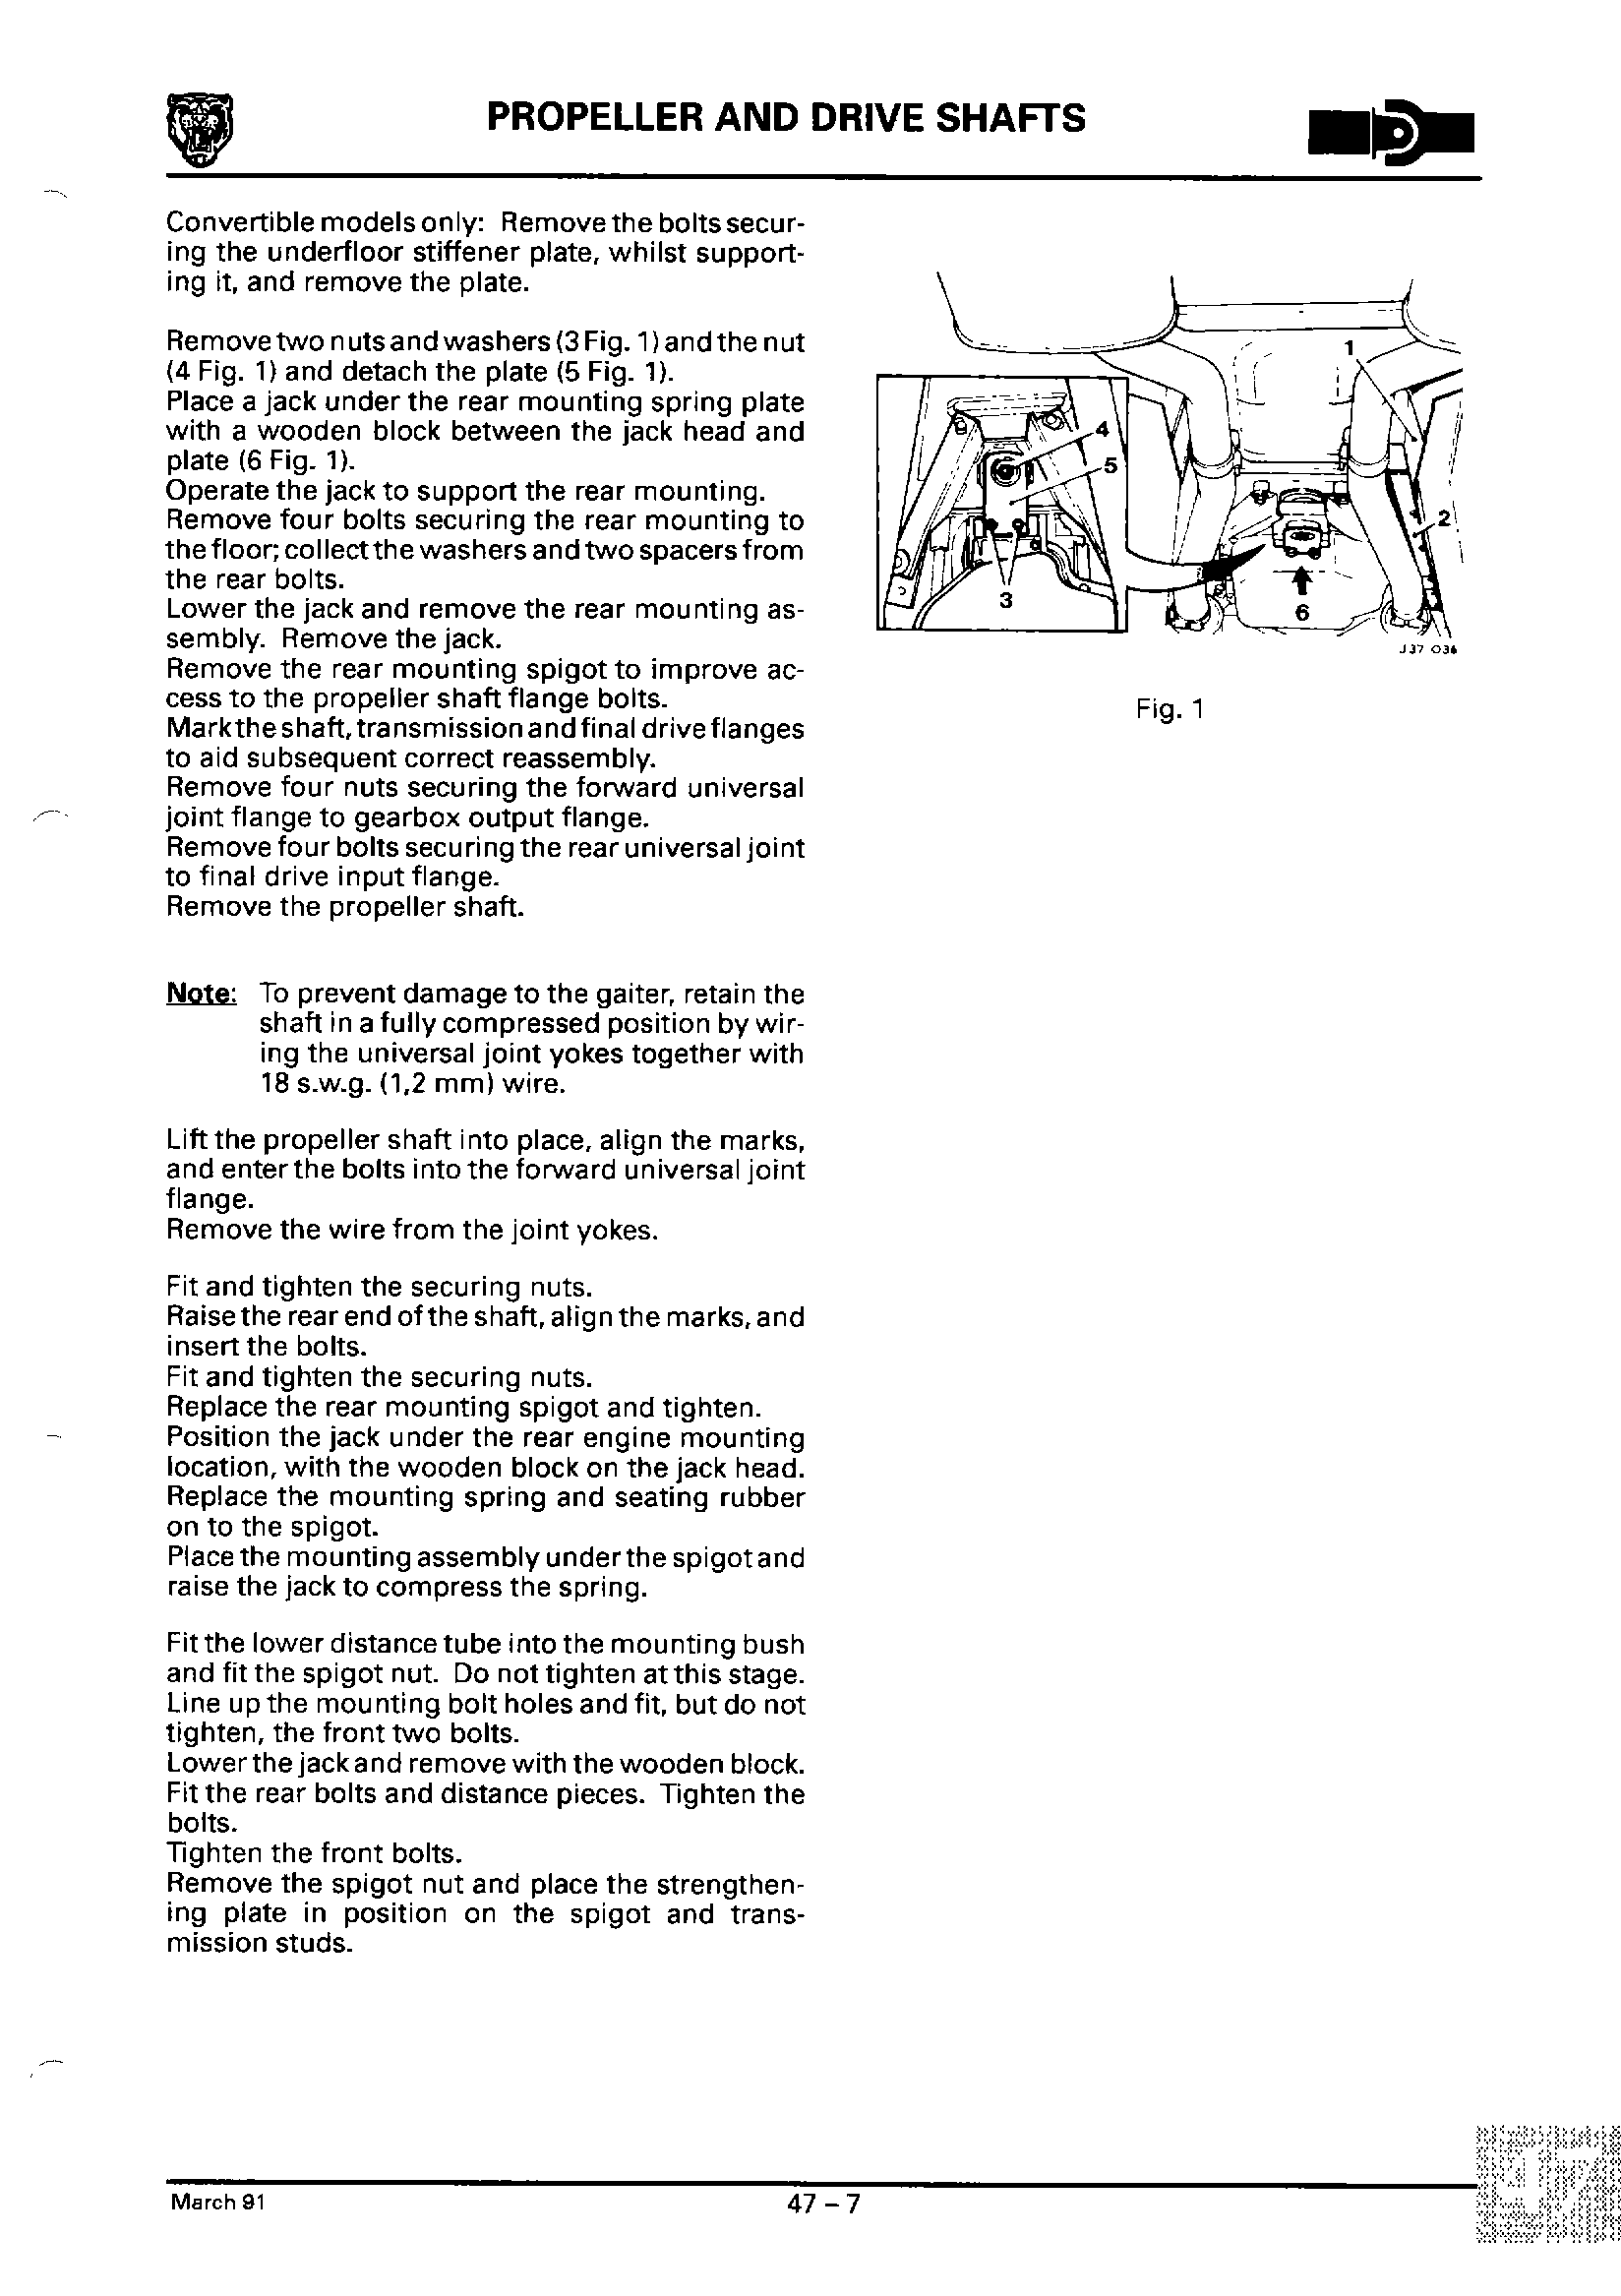 PROPELLER AND DRIVE SHAFTS
Convertible models only: Remove the bolts secur-
ing the underfloor stiffener plate, whilst support-
ing it, and remove the plate.
Remove two nuts and washers (3 Fig. 1) and the nut
(4 Fig. 1) and detach the plate (5 Fig. 1).
Place a jack under the rear mounting spring plate
with a wooden block between the jack head and
plate (6 Fig. 1).
Operate the jack to support the rear mounting.
Remove four bolts securing the rear mounting to
the floor; collect the washers and two spacers from
the rear bolts.
Lower the jack and remove the rear mounting as-
sembly. Remove the jack.
Remove the rear mounting spigot to improve ac-
cess to the propeller shaft flange bolts.
Mark the shaft, transmission and final drive flanges
to aid subsequent correct reassembly.
Remove four nuts securing the forward universal
joint flange to gearbox output flange.
Remove four bolts securing the rear universal joint
to final drive input flange.
Remove the propeller shaft.
Note: To prevent damage to the gaiter, retain the
shaft in a fully compressed position by wir-
ing the universal joint yokes together with
18 s.w.g. (1,2 mm) wire.
Lift the propeller shaft into place, align the marks,
and enter the bolts into the forward universal joint
flange.
Remove the wire from the joint yokes.
Fit and tighten the securing nuts.
Raise the rear end of the shaft, align the marks, and
insert the bolts.
Fit and tighten the securing nuts.
Replace the rear mounting spigot and tighten.
Position the jack under the rear engine mounting
location, with the wooden block on the jack head.
Replace the mounting spring and seating rubber
on to the spigot.
Place the mounting assembly under the spigot and
raise the jack to compress the spring.
Fit the lower distance tube into the mounting bush
and fit the spigot nut. Do not tighten at this stage.
Line up the mounting bolt holes and fit, but do not
tighten, the front two bolts.
Lower the jack and remove with the wooden block.
Fit the rear bolts and distance pieces. Tighten the
bolts.
Tighten the front bolts.
Remove the spigot nut and place the strengthen-
ing plate in position on the spigot and trans-
mission studs.
1
4
5
2
3
6
J37 036
Fig. 1
March 91
47 – 7